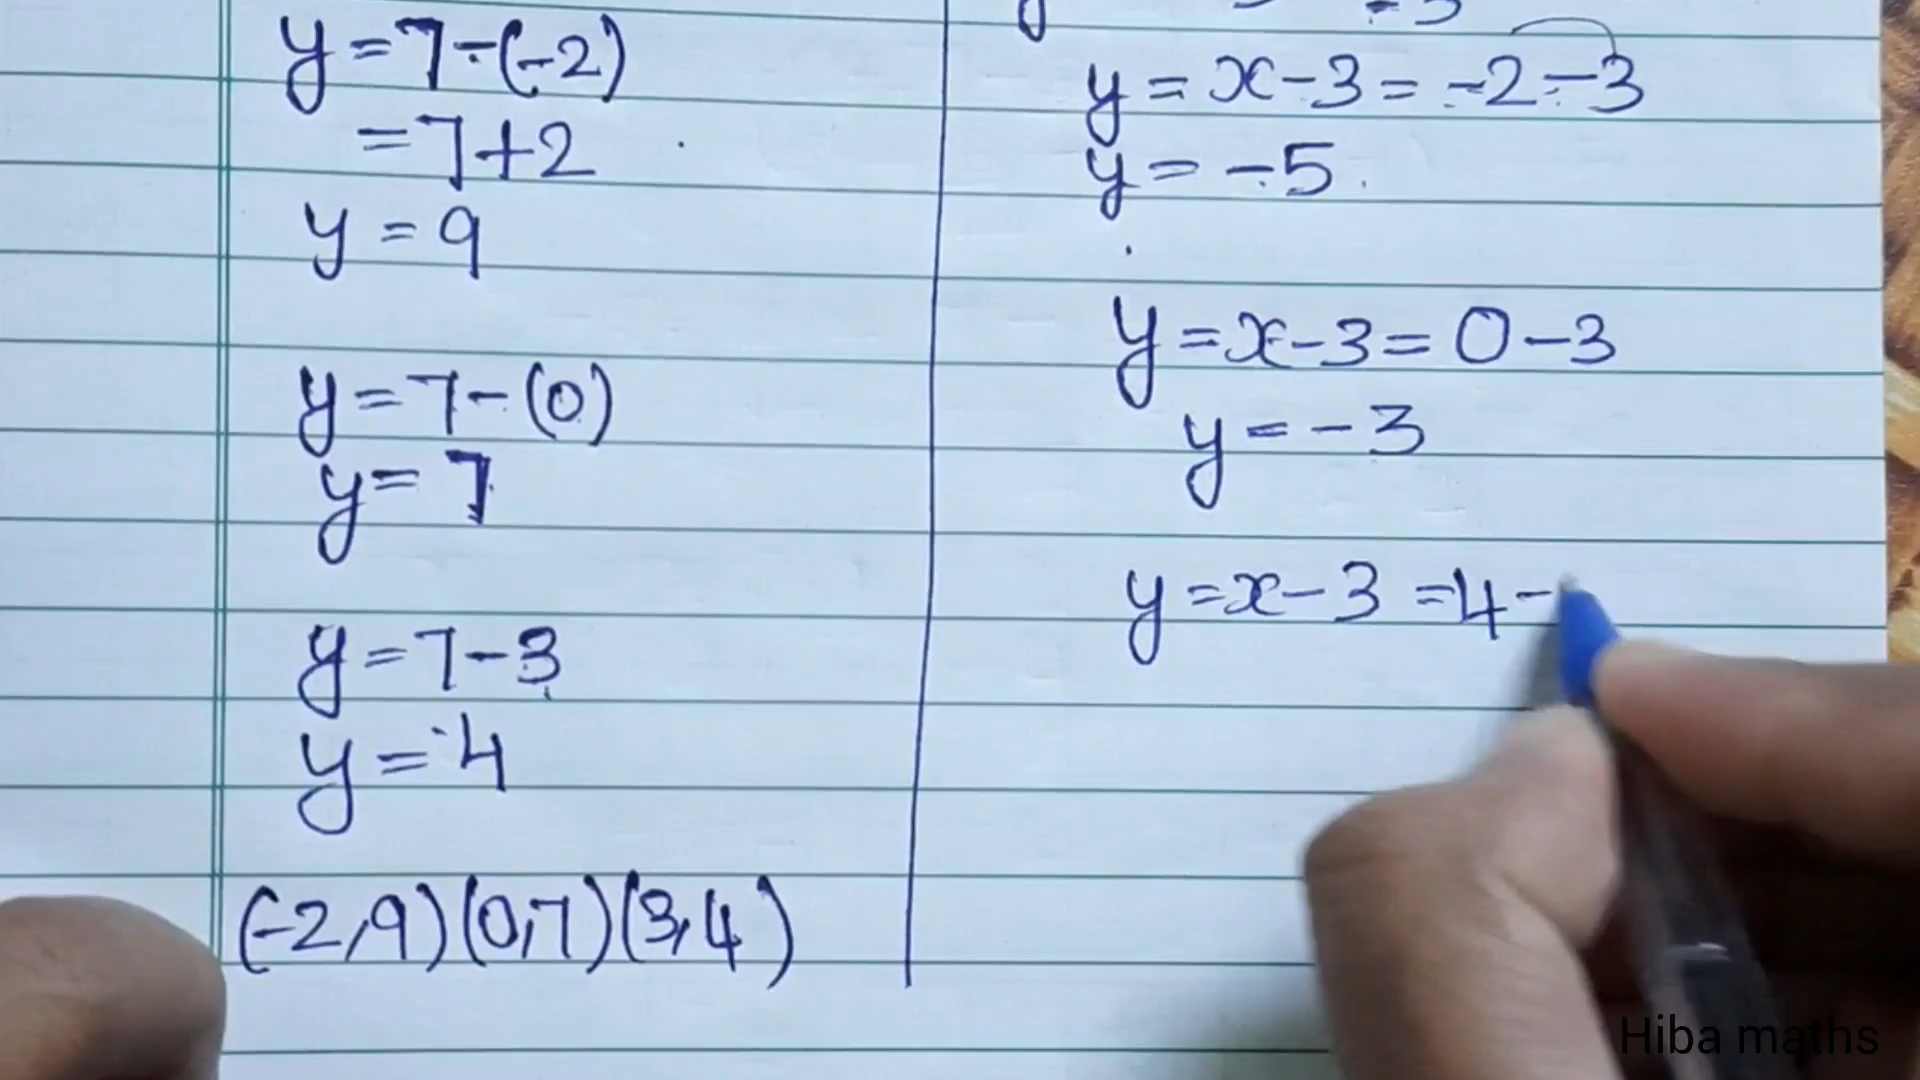 y = 7-(-2)
= 7+2
y = 9
y = 7-(0)
y = 7
y = 7-3
y = 4
(-2,9)(0,7)(3,4)
y = x-3 = -2-3
y = -5
y = x-3 = 0-3
y = -3
y = x-3 = 4-
Hiba maths